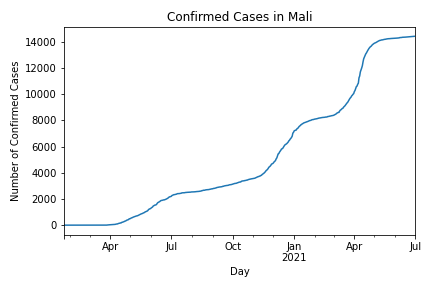 Confirmed Cases in Mali
14000
12000
10000
8000
6000
4000
2000
0
Number of Confirmed Cases
Apr
Jul
Oct
Jan
2021
Apr
Jul
Day